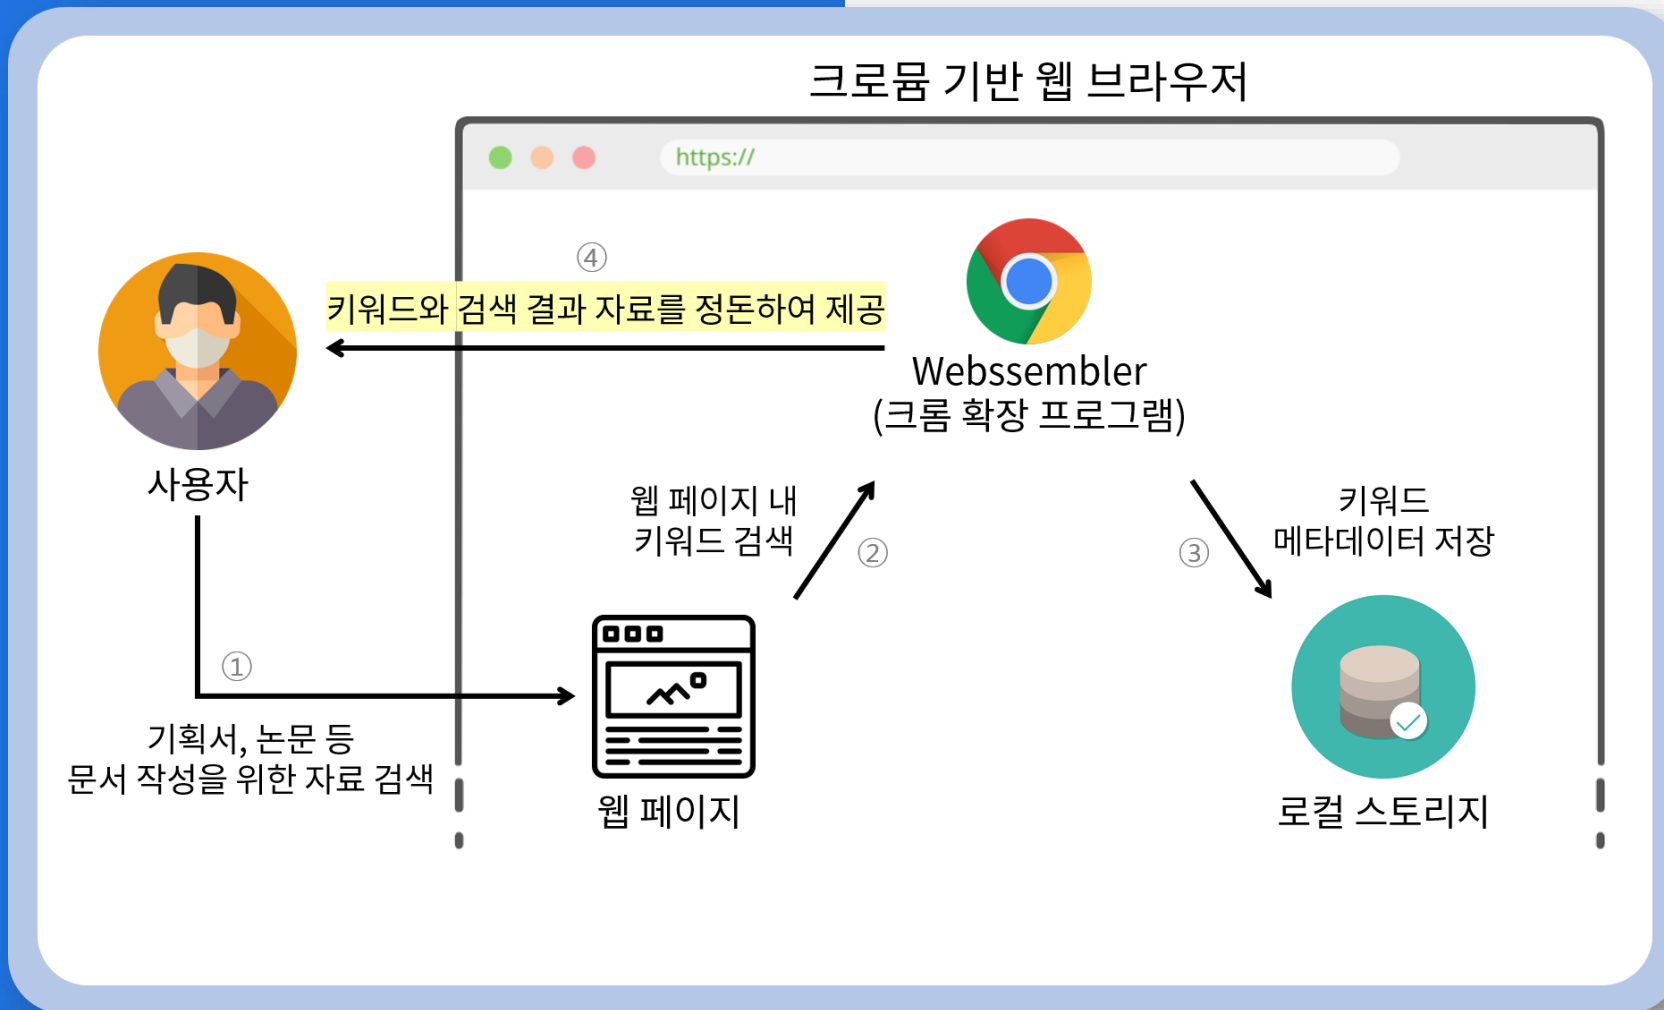 크로뮴 기반 웹 브라우저
https://
④
키워드와 검색 결과 자료를 정돈하여 제공
Webssembler
(크롬 확장 프로그램)
사용자
웹 페이지 내
키워드 검색
②
③
키워드
메타데이터 저장
①
기획서, 논문 등
문서 작성을 위한 자료 검색
웹 페이지
로컬 스토리지